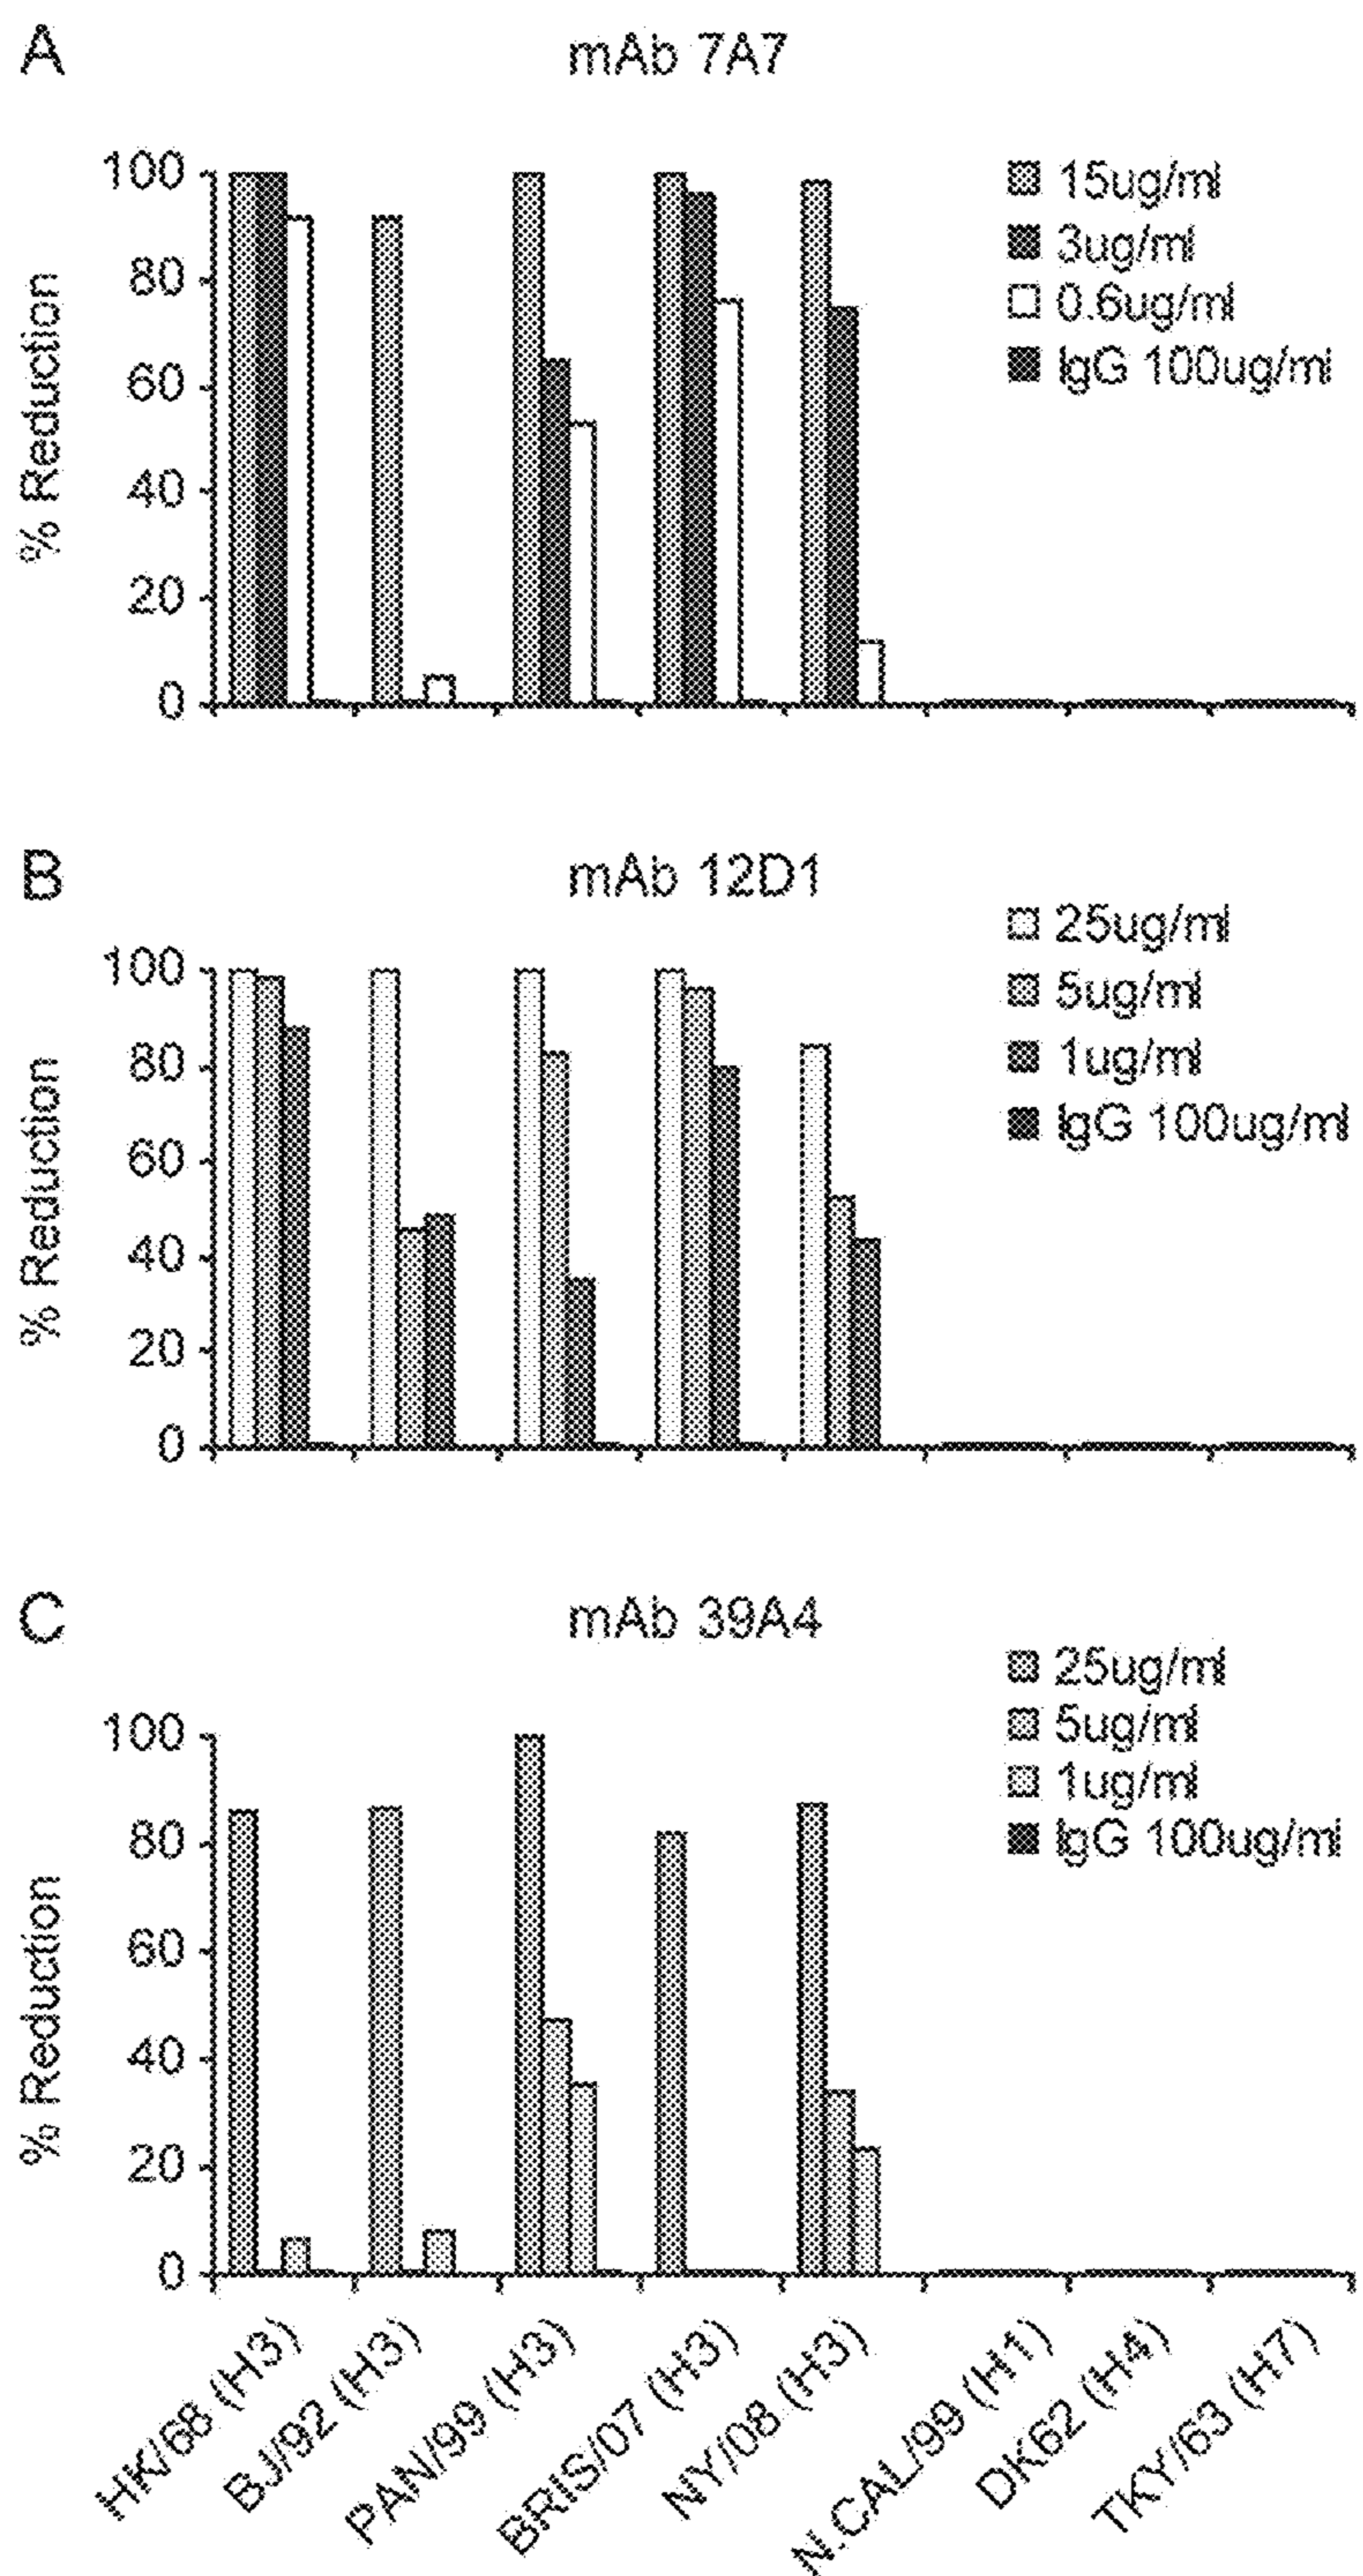 A
mAb 7A7
100
80
60
40
20
0
% Reduction
15ug/ml
3ug/ml
0.6ug/ml
IgG 100ug/ml
B
mAb 12D1
100
80
60
40
20
0
% Reduction
25ug/ml
5ug/ml
1ug/ml
IgG 100ug/ml
C
mAb 39A4
100
80
60
40
20
0
% Reduction
25ug/ml
5ug/ml
1ug/ml
IgG 100ug/ml
HK/68 (H3)
BJ/92 (H3)
PAN/99 (H3)
BRIS/07 (H3)
NY/08 (H3)
N.CAL/99 (H1)
DK62 (H4)
TKY/63 (H7)